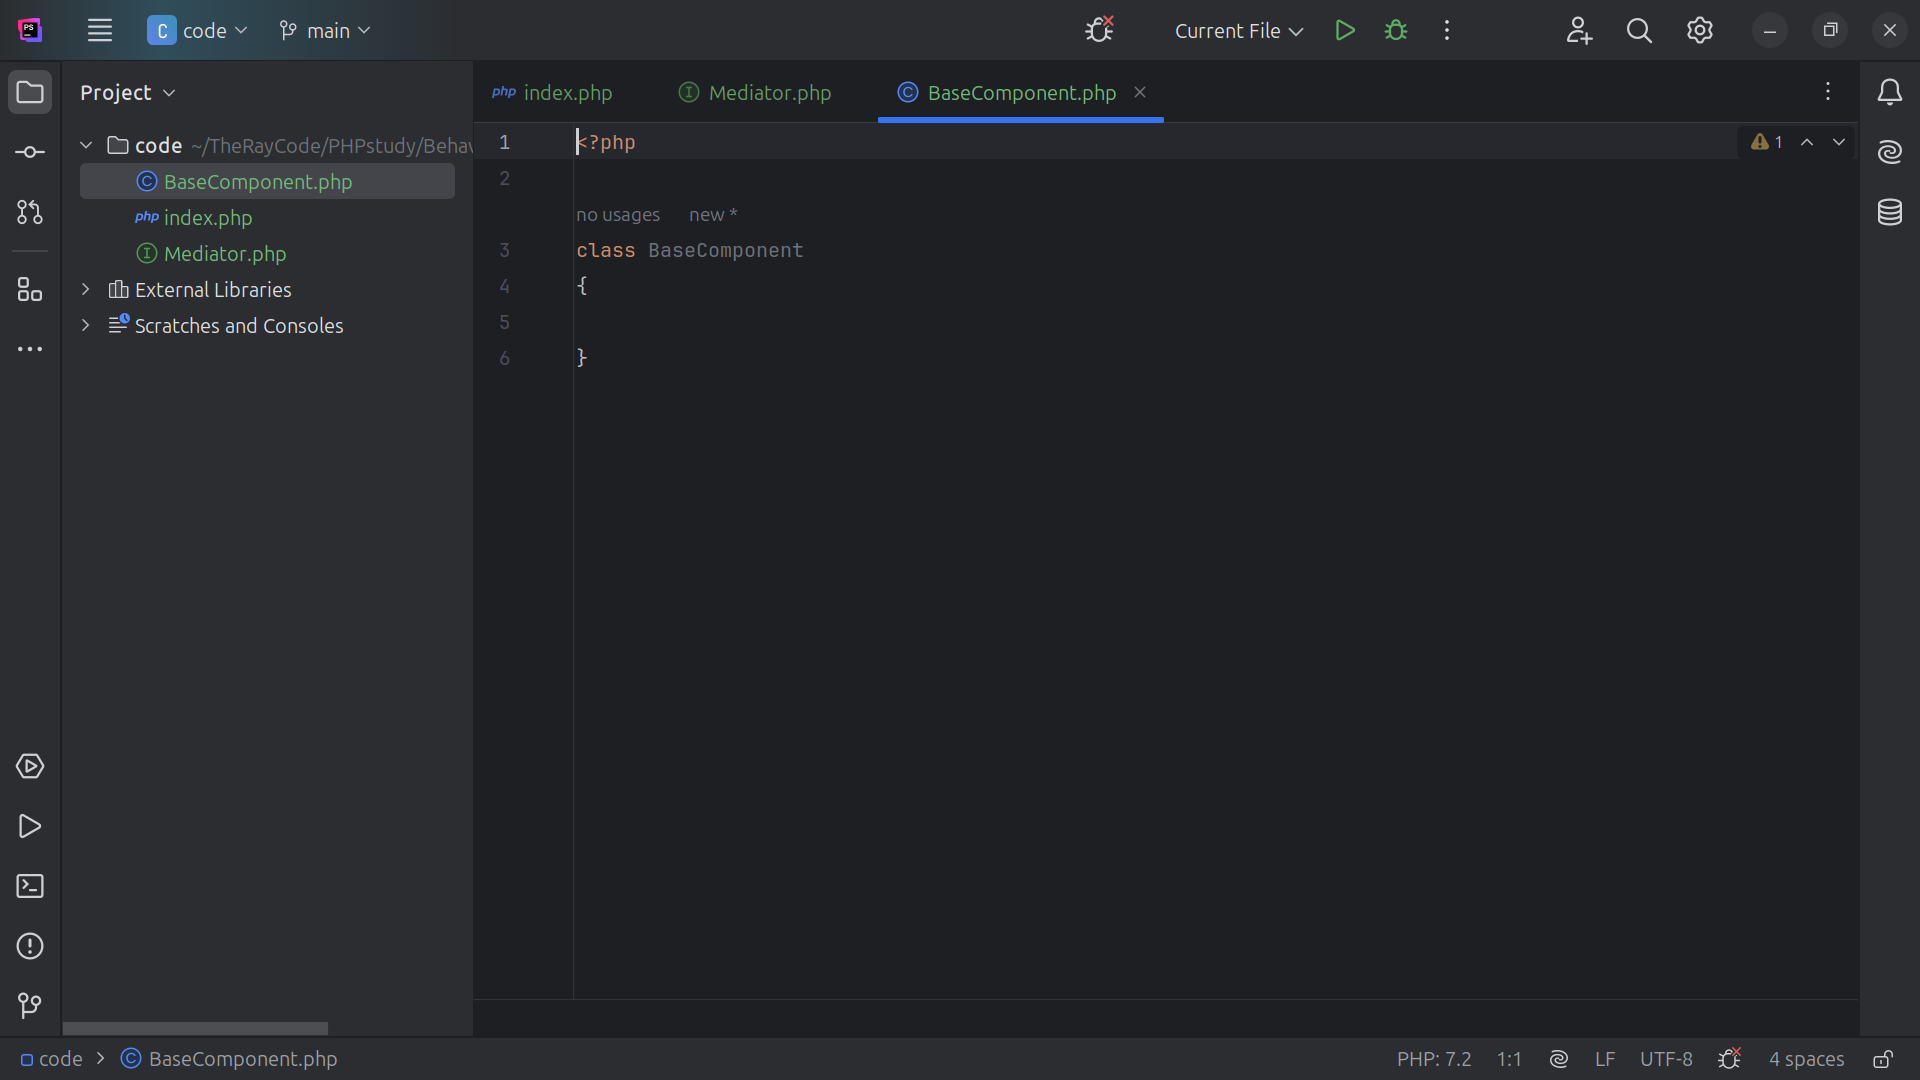 PS
C code main Current File
Project
php index.php Mediator.php BaseComponent.php
code ~/TheRayCode/PHPstudy/Behav
BaseComponent.php
php index.php
Mediator.php
External Libraries
Scratches and Consoles
1 <?php
1
2
no usages new *
3 class BaseComponent
4 {
5
6 }
code > BaseComponent.php PHP: 7.2 1:1 LF UTF-8 4 spaces